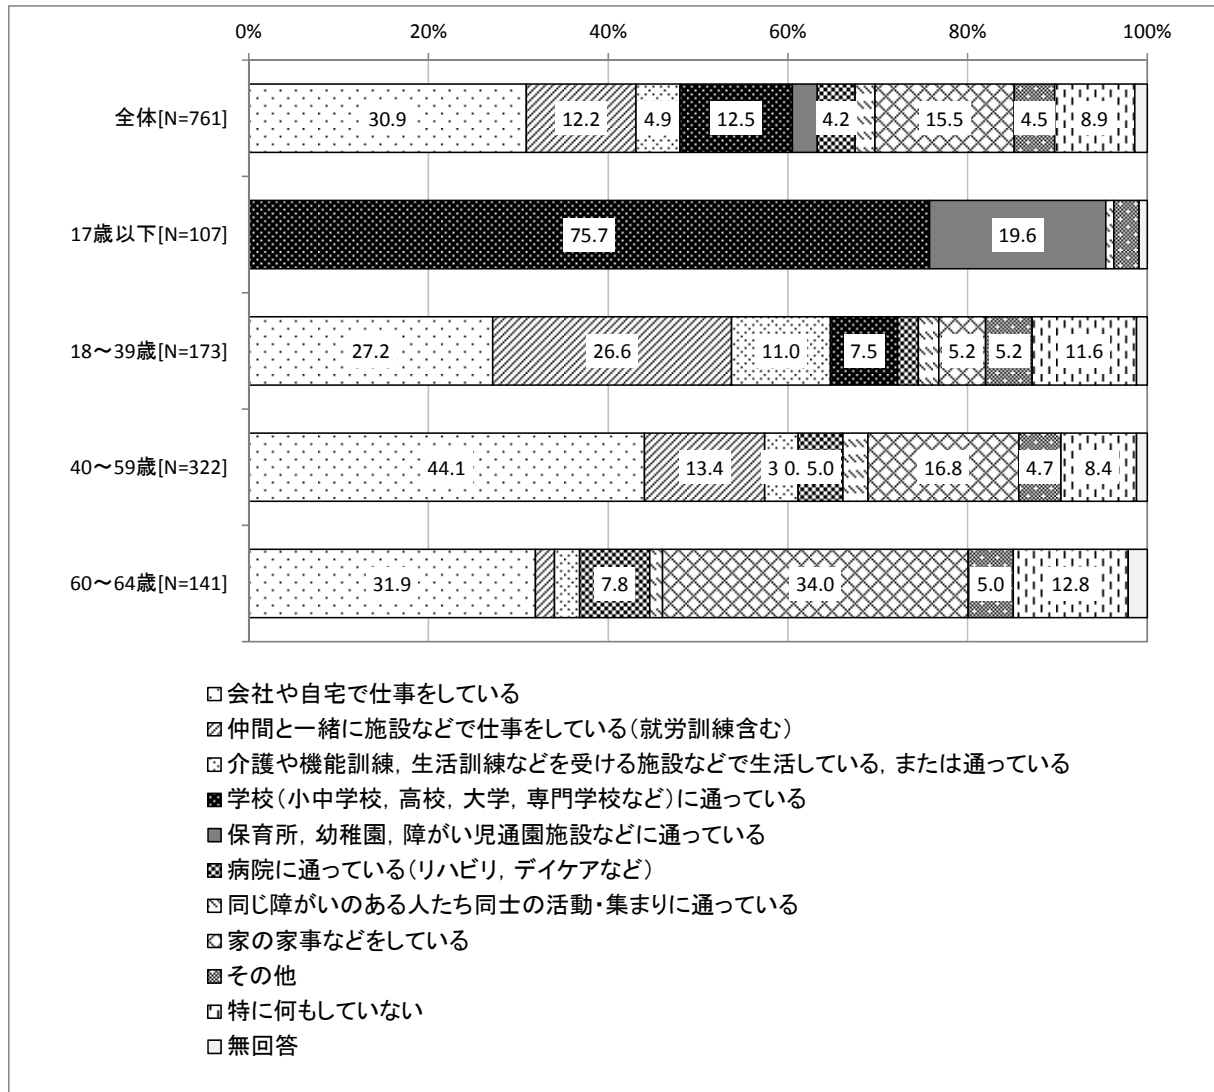 0% 20% 40% 60% 80% 100%
全体[N=761] 30.9 12.2 4.9 12.5 4.2 15.5 4.5 8.9
17歳以下[N=107] 75.7 19.6
18～39歳[N=173] 27.2 26.6 11.0 7.5 5.2 5.2 11.6
40～59歳[N=322] 44.1 13.4 3 0. 5.0 16.8 4.7 8.4
60～64歳[N=141] 31.9 7.8 34.0 5.0 12.8
会社や自宅で仕事をしている
仲間と一緒に施設などで仕事をしている（就労訓練含む）
介護や機能訓練，生活訓練などを受ける施設などで生活している，または通っている
学校（小中学校，高校，大学，専門学校など）に通っている
保育所，幼稚園，障がい児通園施設などに通っている
病院に通っている（リハビリ，デイケアなど）
同じ障がいのある人たち同士の活動・集まりに通っている
家の家事などをしている
その他
特に何もしていない
無回答